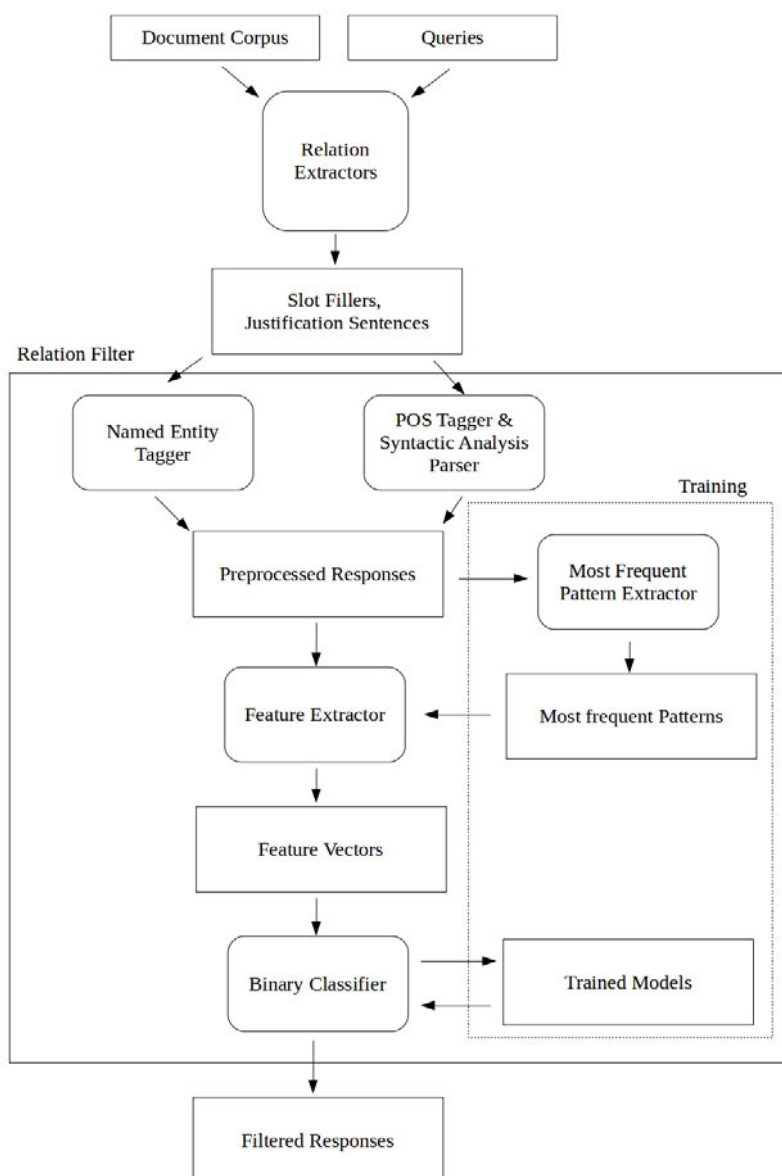 Document Corpus
Queries
Relation
Extractors
Slot Fillers,
Justification Sentences
Relation Filter
Named Entity
Tagger
POS Tagger &
Syntactic Analysis
Parser
Training
Preprocessed Responses
Most Frequent
Pattern Extractor
Feature Extractor
Most frequent Patterns
Feature Vectors
Binary Classifier
Trained Models
Filtered Responses